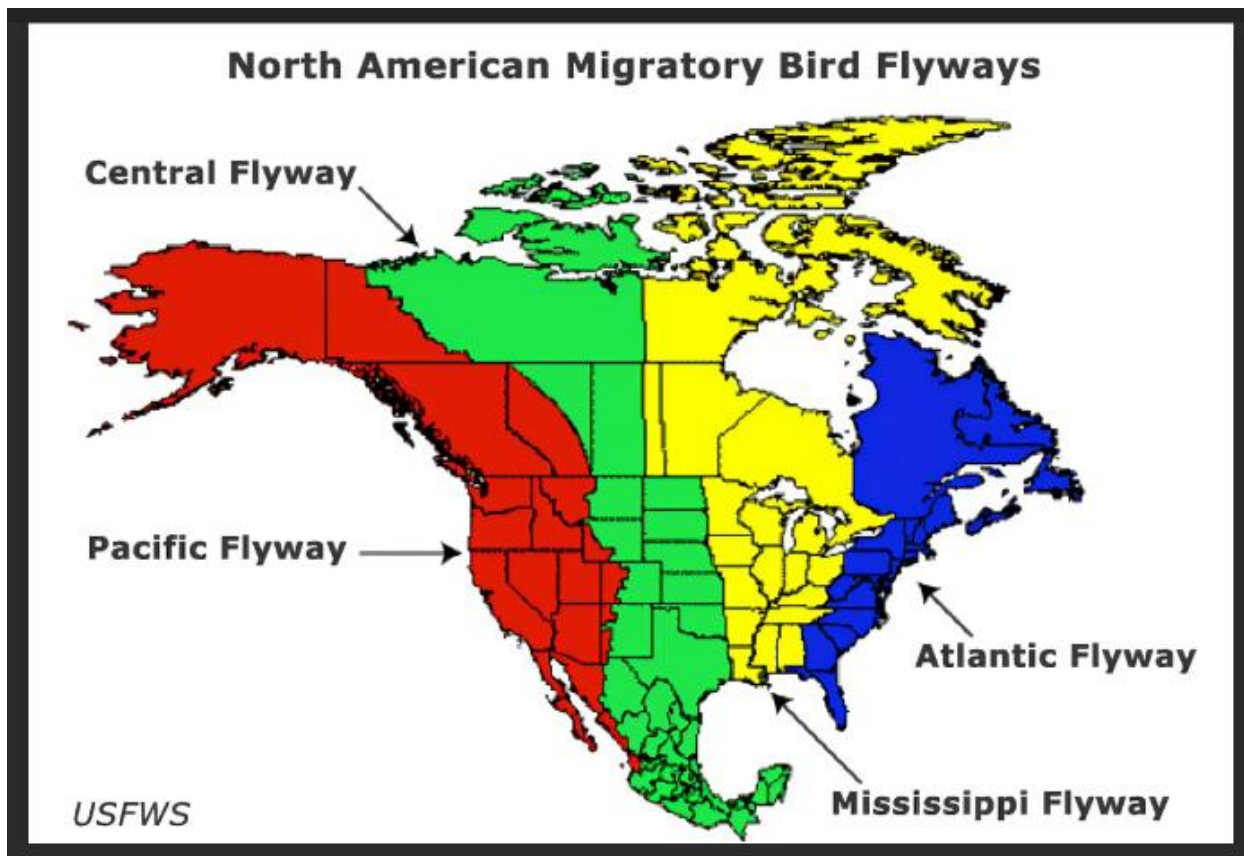 North American Migratory Bird Flyways
Central Flyway
Pacific Flyway
Atlantic Flyway
Mississippi Flyway
USFWS